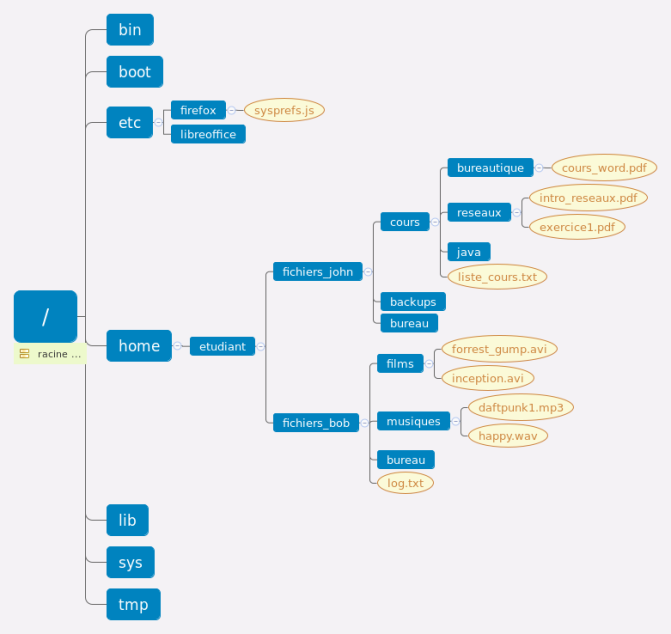 bin
boot
etc
firefox
sysprefs.js
libreoffice
/
racine ...
home
etudiant
fichiers_john
cours
bureautique
cours_word.pdf
reseaux
intro_reseaux.pdf
exercice1.pdf
java
liste_cours.txt
backups
bureau
fichiers_bob
films
forrest_gump.avi
inception.avi
musiques
daftpunk1.mp3
happy.wav
bureau
log.txt
lib
sys
tmp